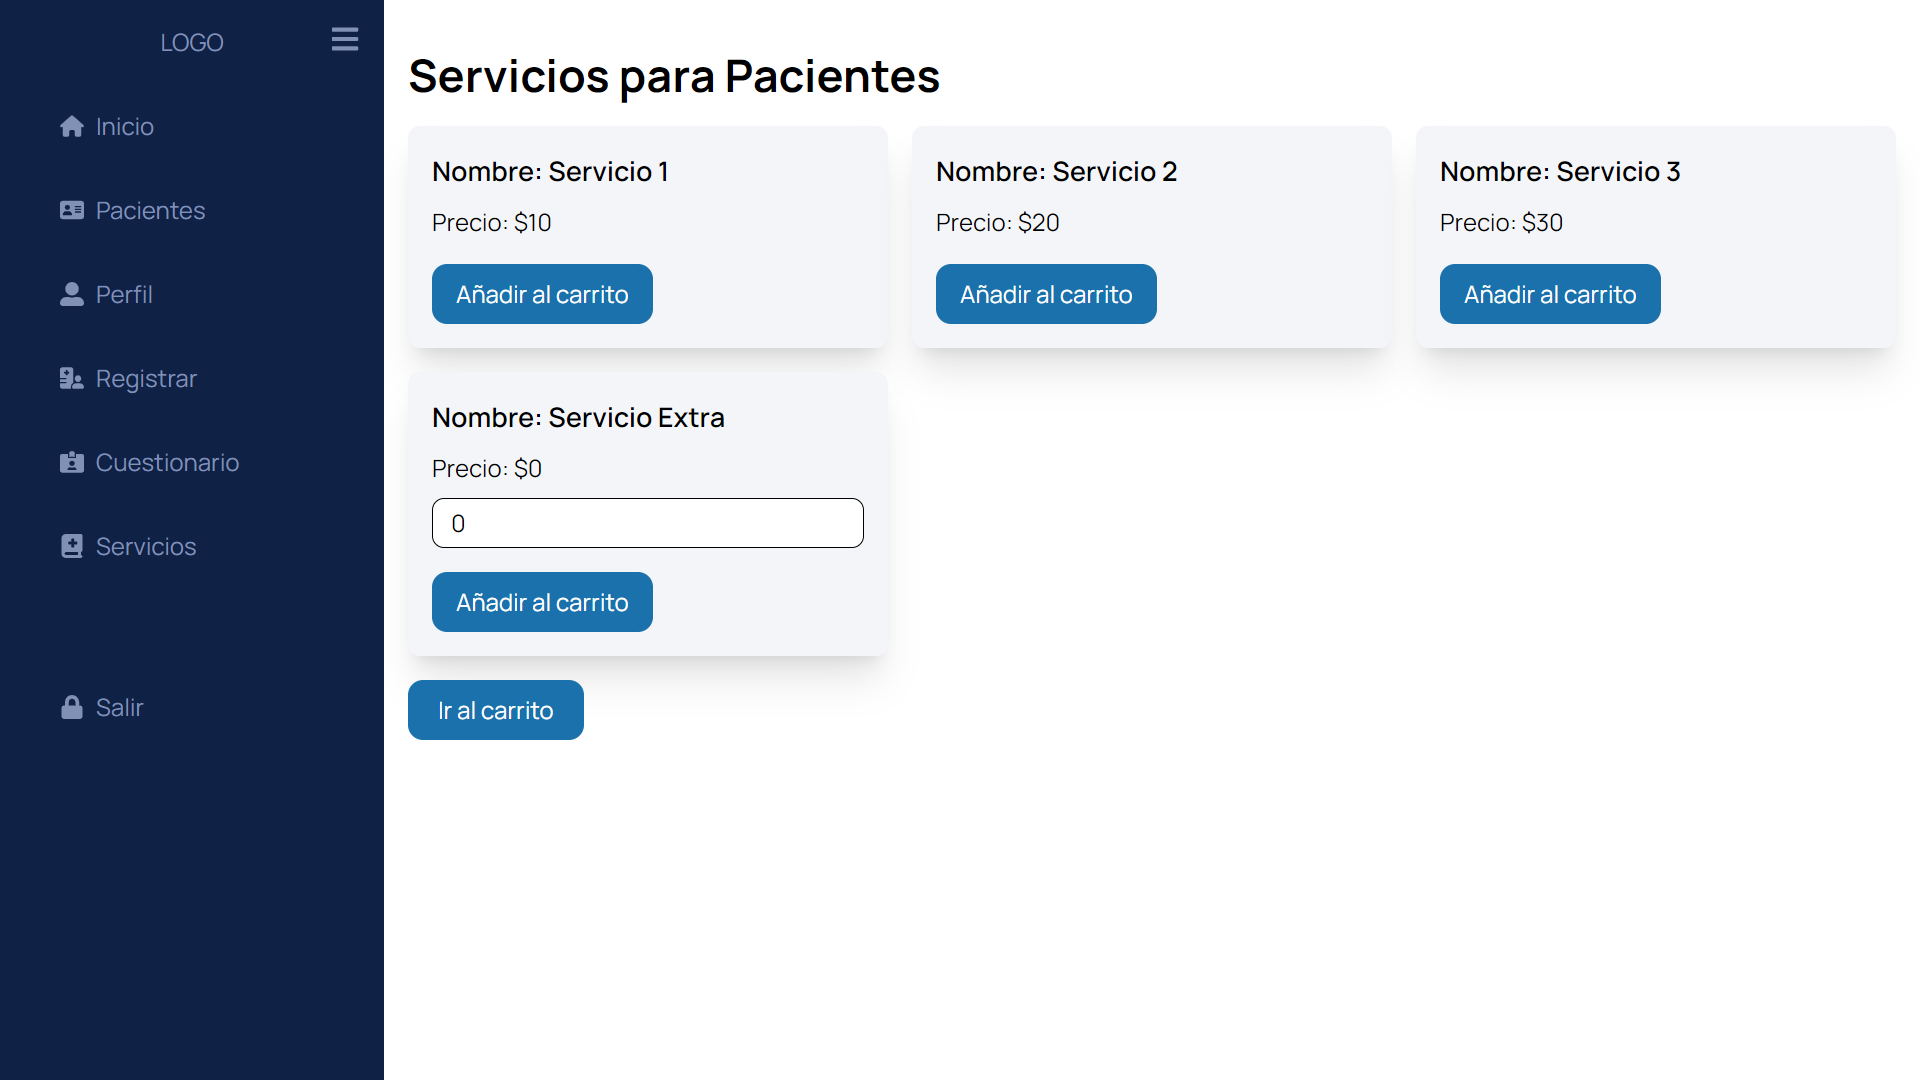 LOGO
Inicio
Pacientes
Perfil
Registrar
Cuestionario
Servicios
Salir
Servicios para Pacientes
Nombre: Servicio 1
Precio: $10
Añadir al carrito
Nombre: Servicio 2
Precio: $20
Añadir al carrito
Nombre: Servicio 3
Precio: $30
Añadir al carrito
Nombre: Servicio Extra
Precio: $0
0
Añadir al carrito
Ir al carrito